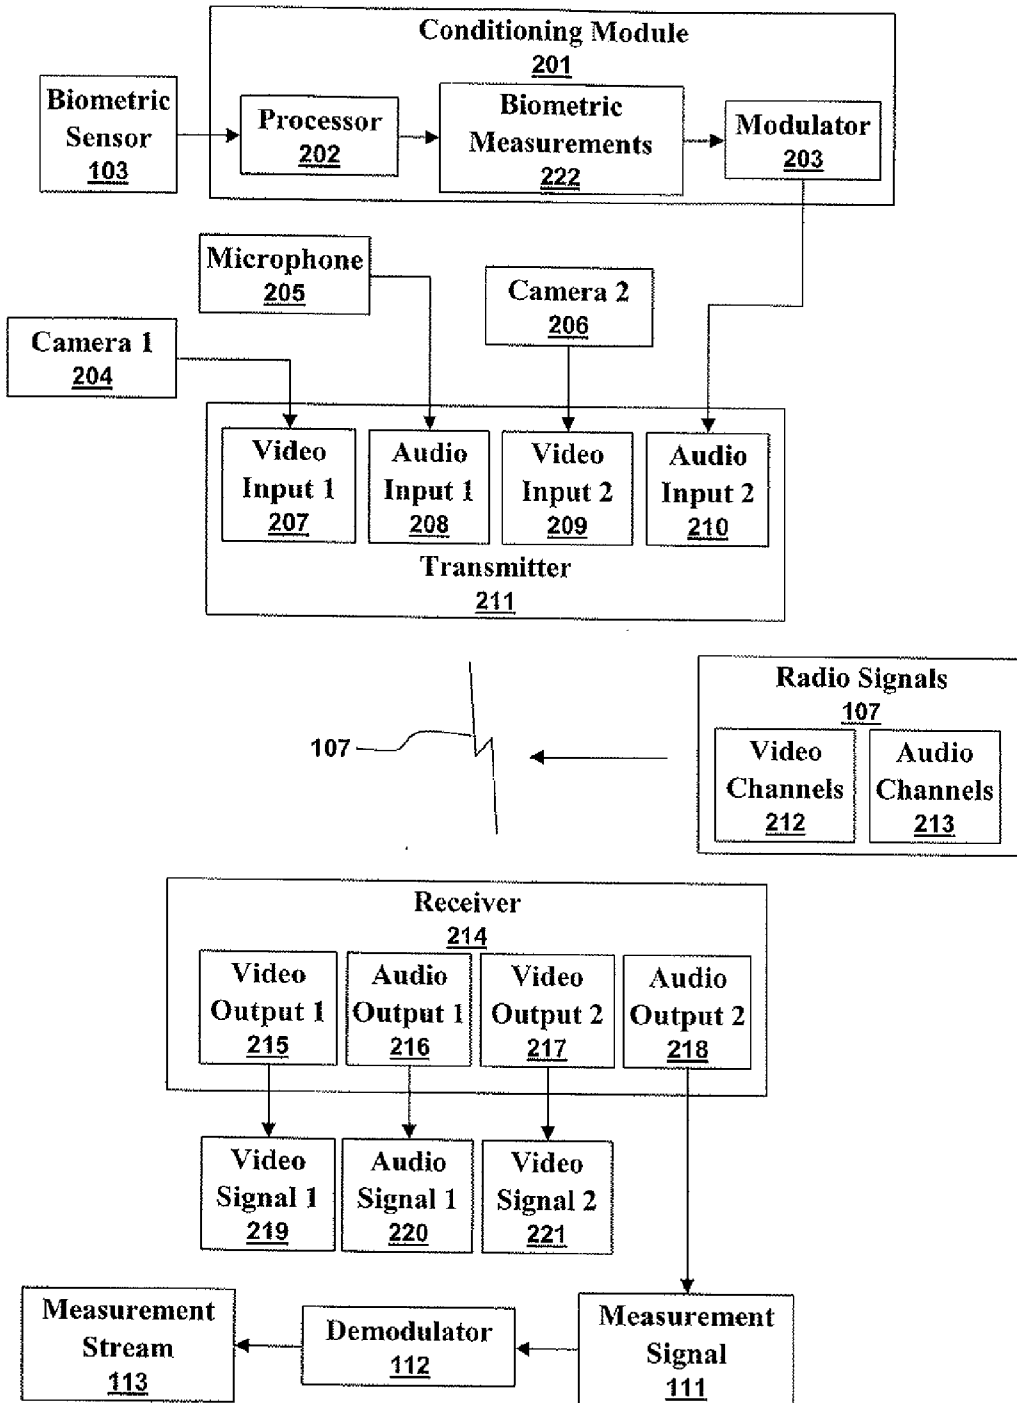 Conditioning Module
201
Biometric
Sensor
103
Processor
202
Biometric
Measurements
222
Modulator
203
Microphone
205
Camera 2
206
Camera 1
204
Video
Input 1
207
Audio
Input 1
208
Video
Input 2
209
Audio
Input 2
210
Transmitter
211
Radio Signals
107
Video
Channels
212
Audio
Channels
213
107
Receiver
214
Video
Output 1
215
Audio
Output 1
216
Video
Output 2
217
Audio
Output 2
218
Video
Signal 1
219
Audio
Signal 1
220
Video
Signal 2
221
Measurement
Stream
113
Demodulator
112
Measurement
Signal
111